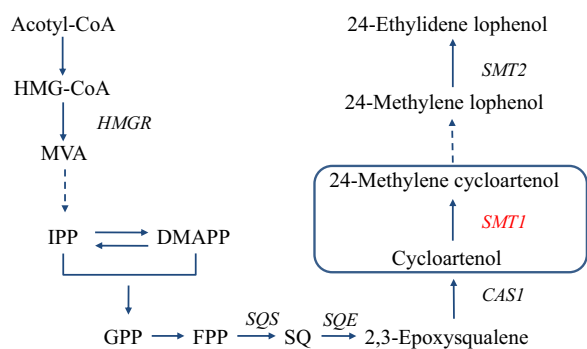 Acotyl-CoA
HMG-CoA
HMGR
MVA
IPP
DMAPP
GPP
FPP
SQS
SQ
SQE
2,3-Epoxysqualene
CAS1
Cycloartenol
SMT1
24-Methylene cycloartenol
24-Methylene lophenol
SMT2
24-Ethylidene lophenol